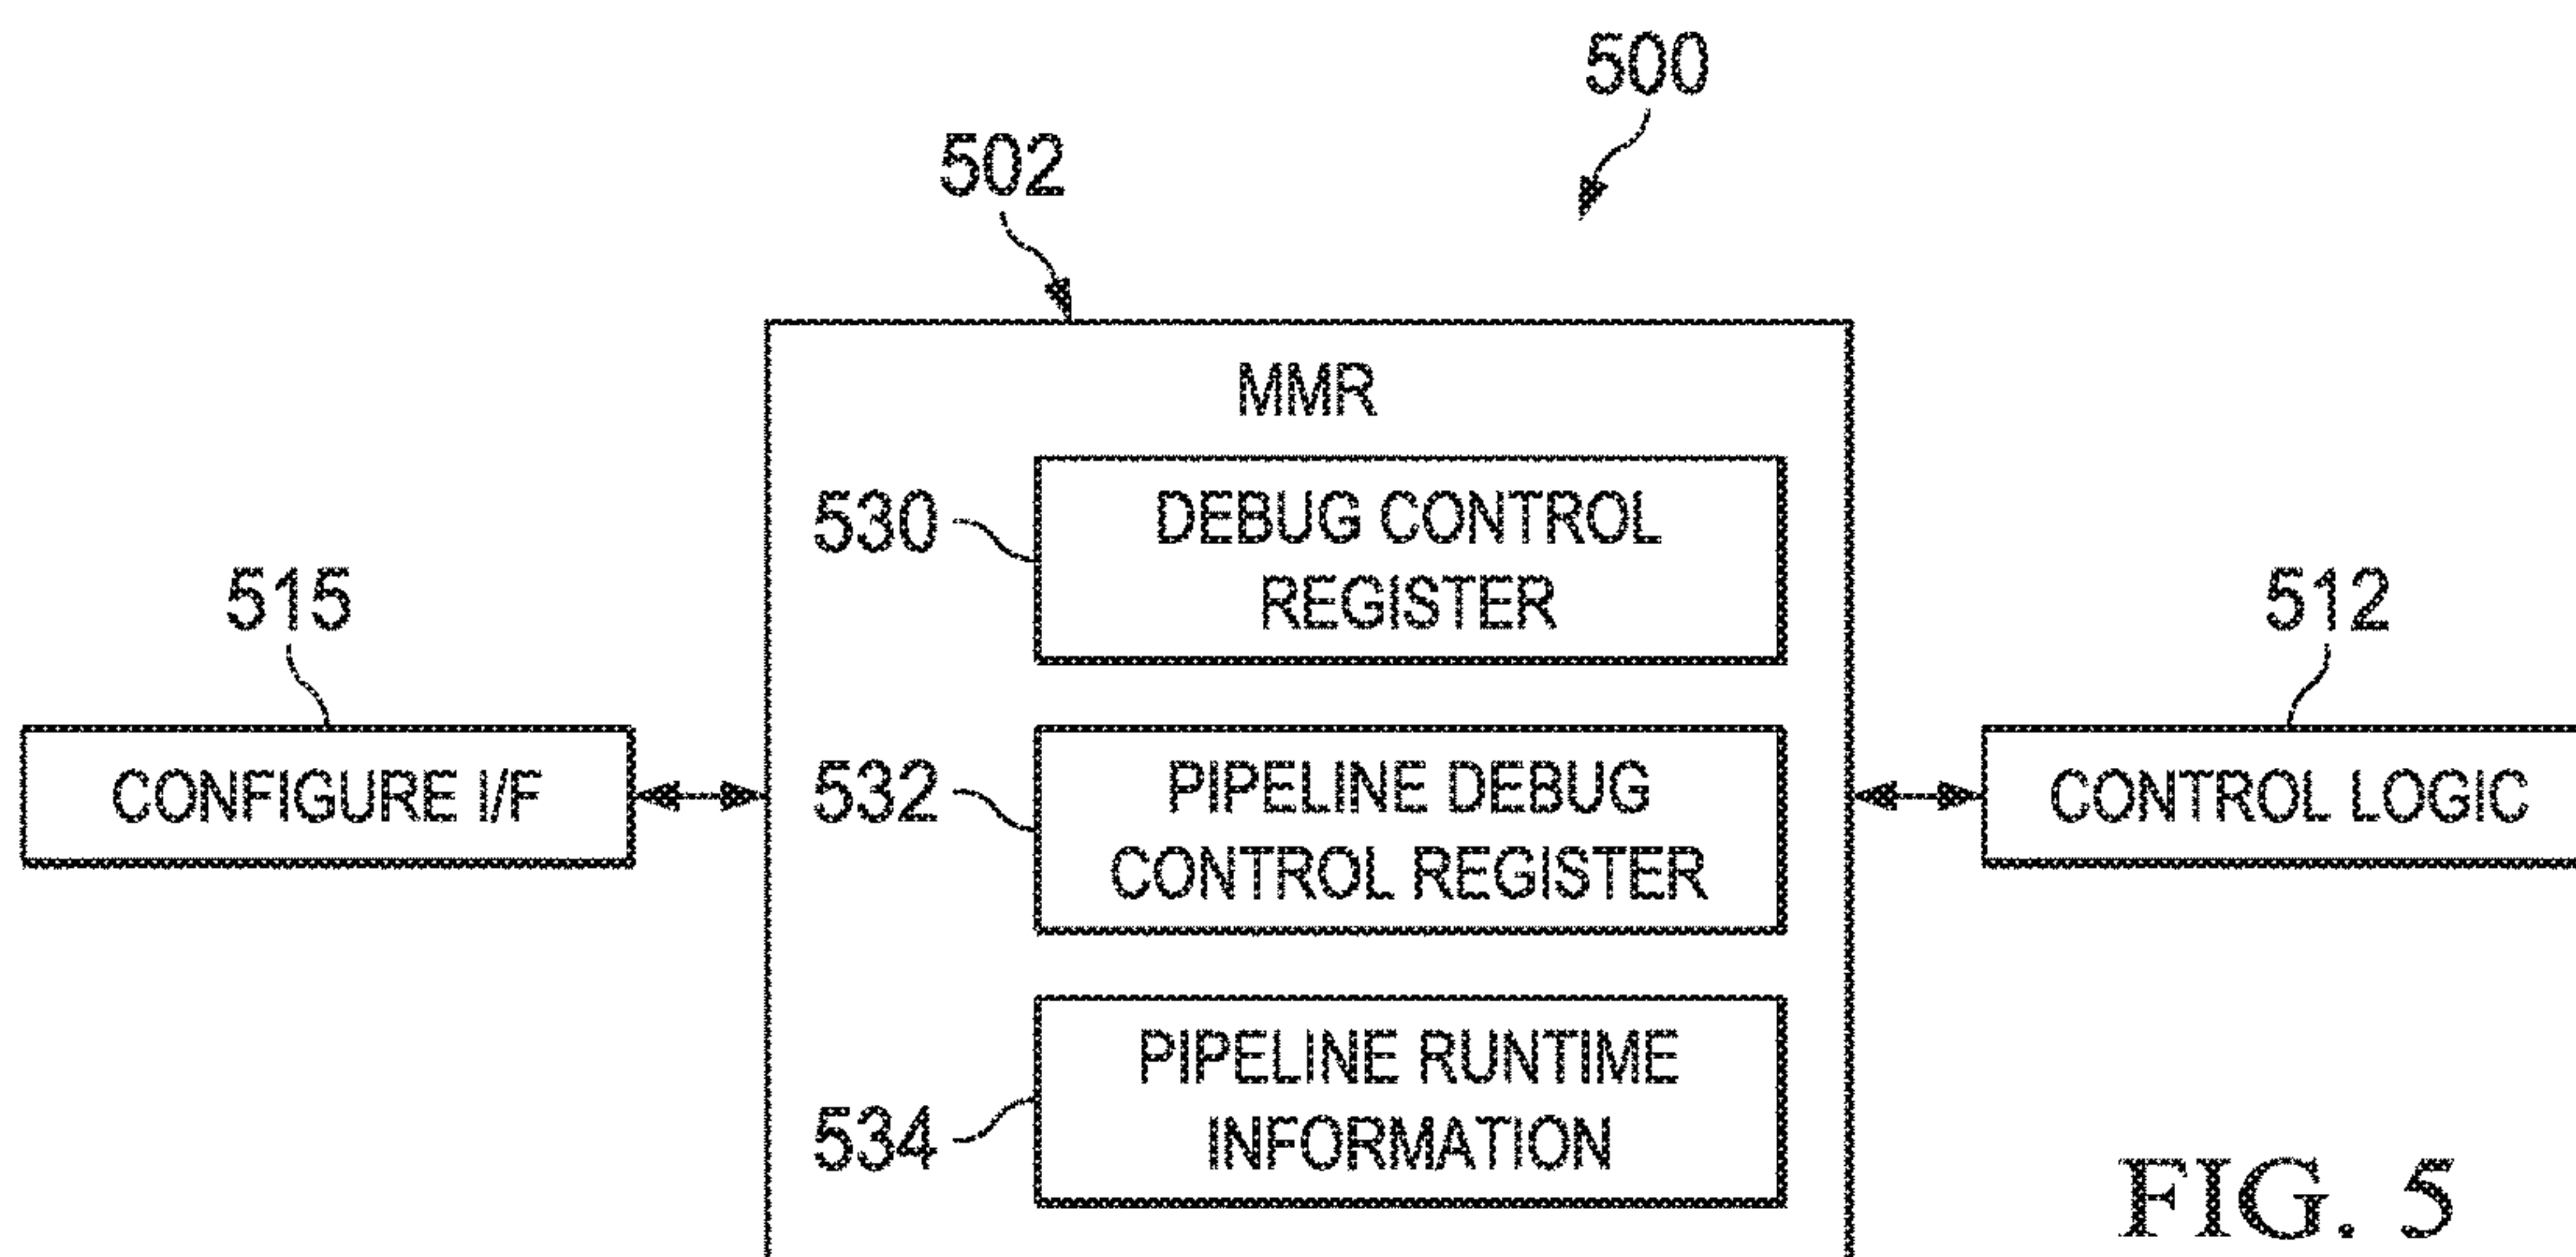 500
502
MMR
530
DEBUG CONTROL
REGISTER
515
512
CONFIGURE I/F
532
PIPELINE DEBUG
CONTROL REGISTER
CONTROL LOGIC
534
PIPELINE RUNTIME
INFORMATION
FIG. 5